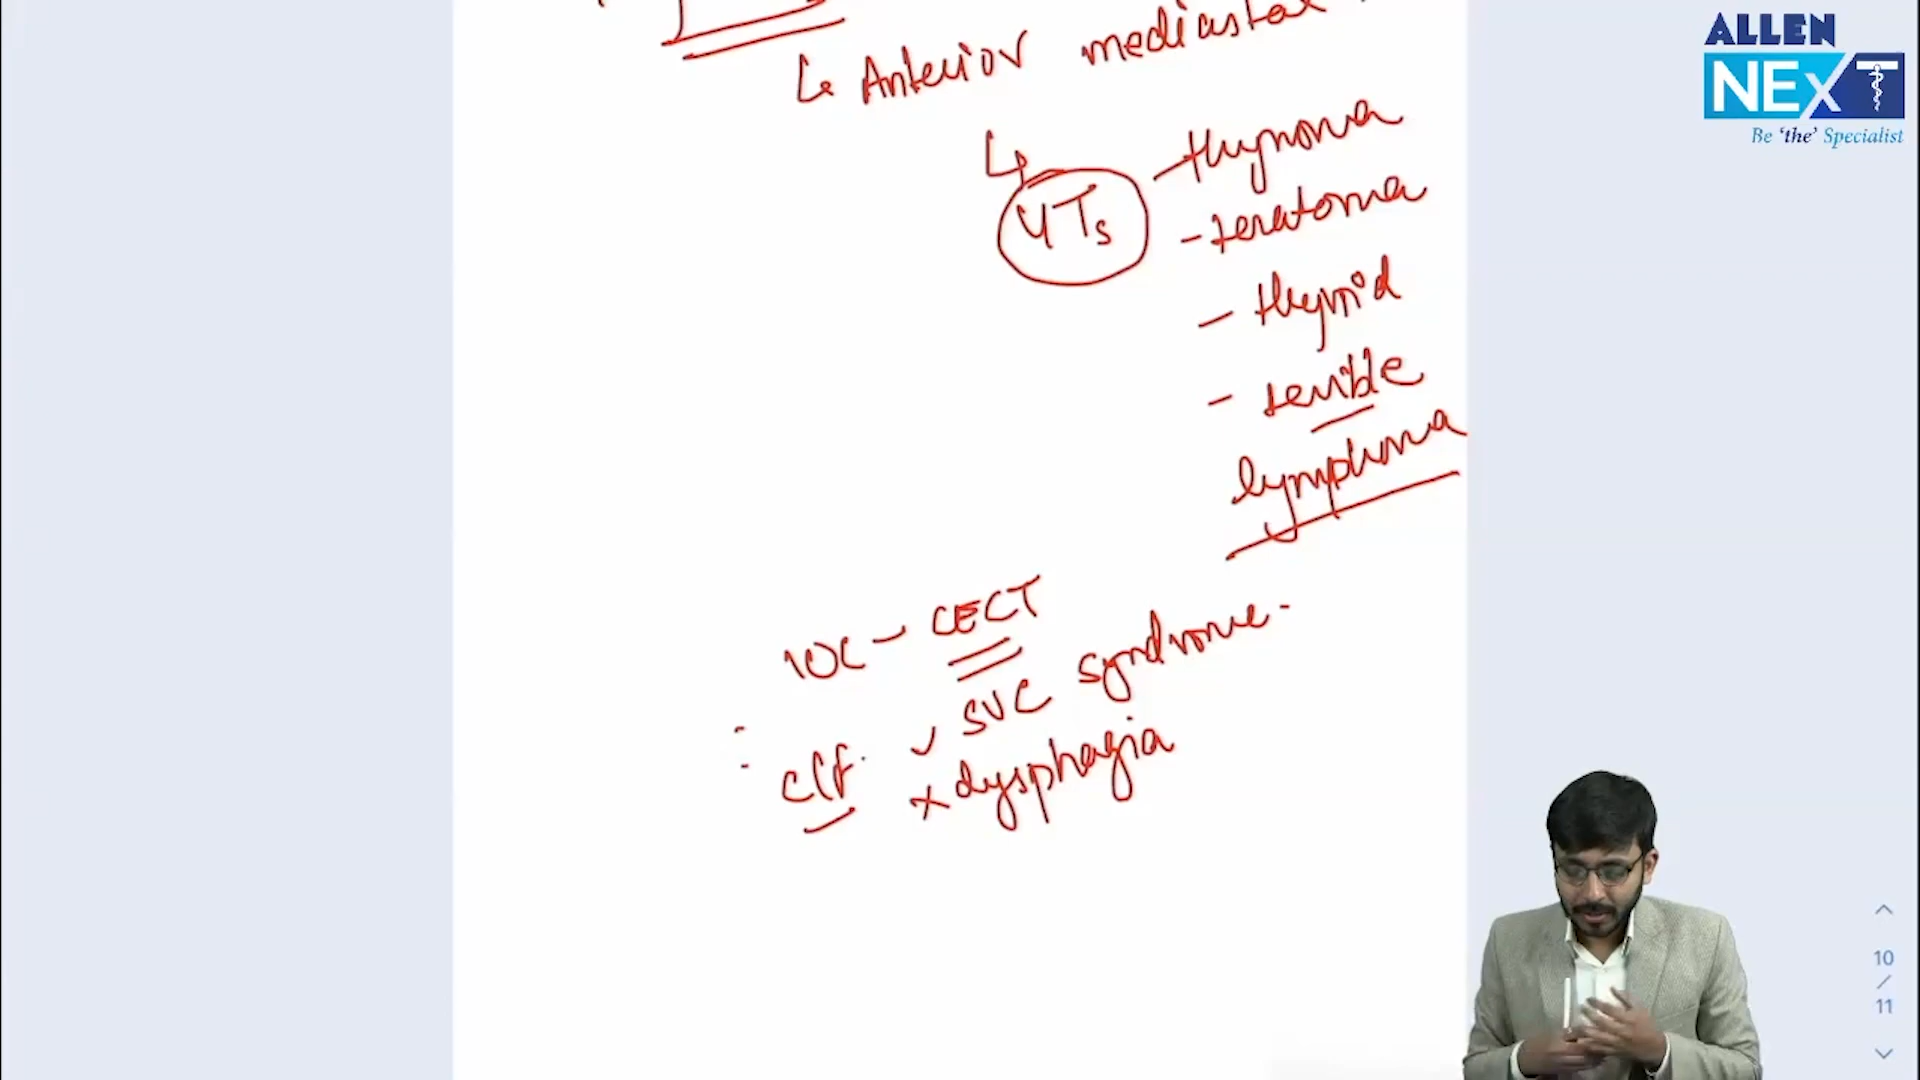 ALLEN
NEXT
Be 'the' Specialist
↳ Anterior mediastal
↳ 4Ts - thymoma
- teratoma
- thyroid
- terrible
lymphoma
IOC - CECT
C/F. ✓ SVC syndrome -
x dysphagia
10
/
11